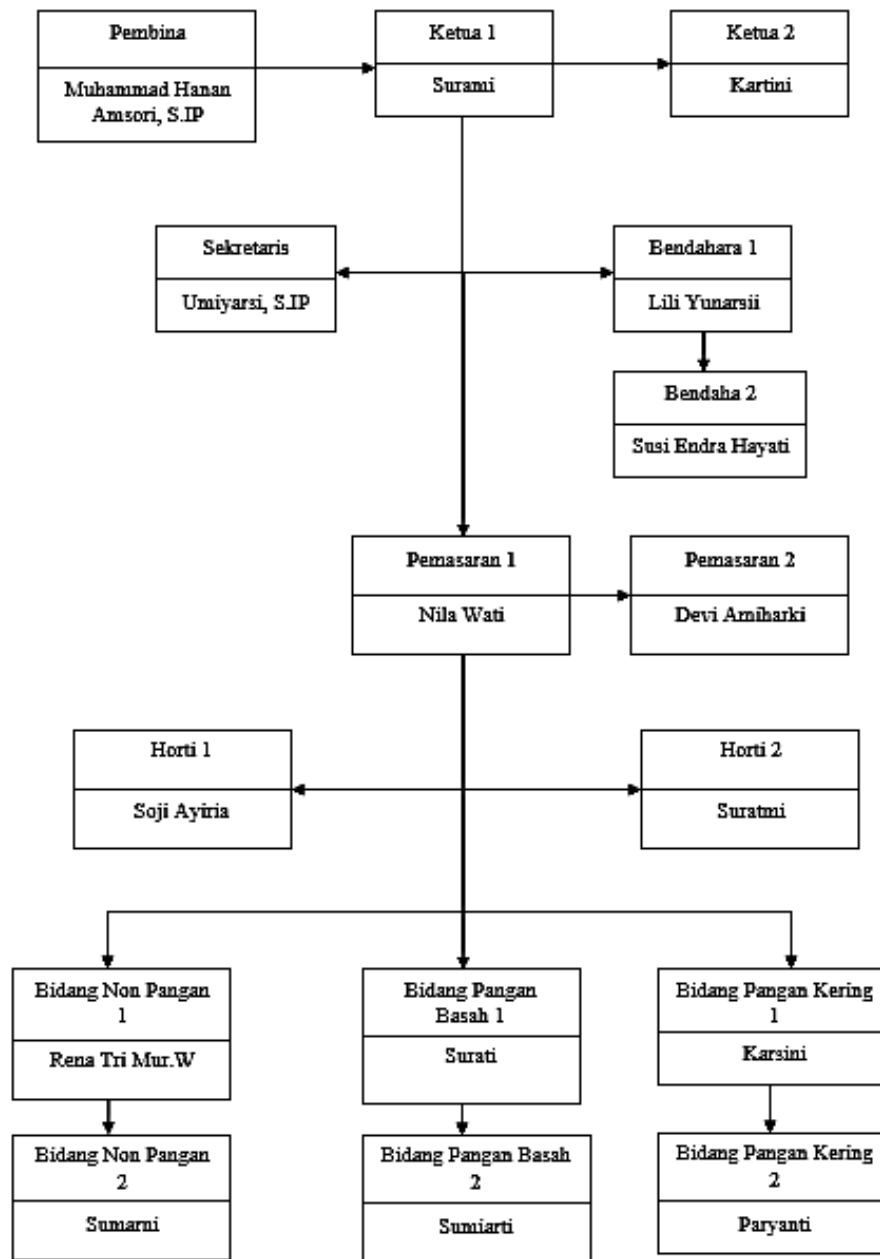 Pembina
Muhammad Hanan
Amsori, S.IP
Ketua 1
Surami
Ketua 2
Kartini
Sekretaris
Umiyarsi, S.IP
Bendahara 1
Lili Yunarsii
Bendaha 2
Susi Endra Hayati
Pemasaran 1
Nila Wati
Pemasaran 2
Devi Amiharki
Horti 1
Soji Ayiria
Horti 2
Suratmi
Bidang Non Pangan
1
Rena Tri Mur.W
Bidang Pangan
Basah 1
Surati
Bidang Pangan Kering
1
Karsini
Bidang Non Pangan
2
Sumarni
Bidang Pangan Basah
2
Sumiarti
Bidang Pangan Kering
2
Paryanti